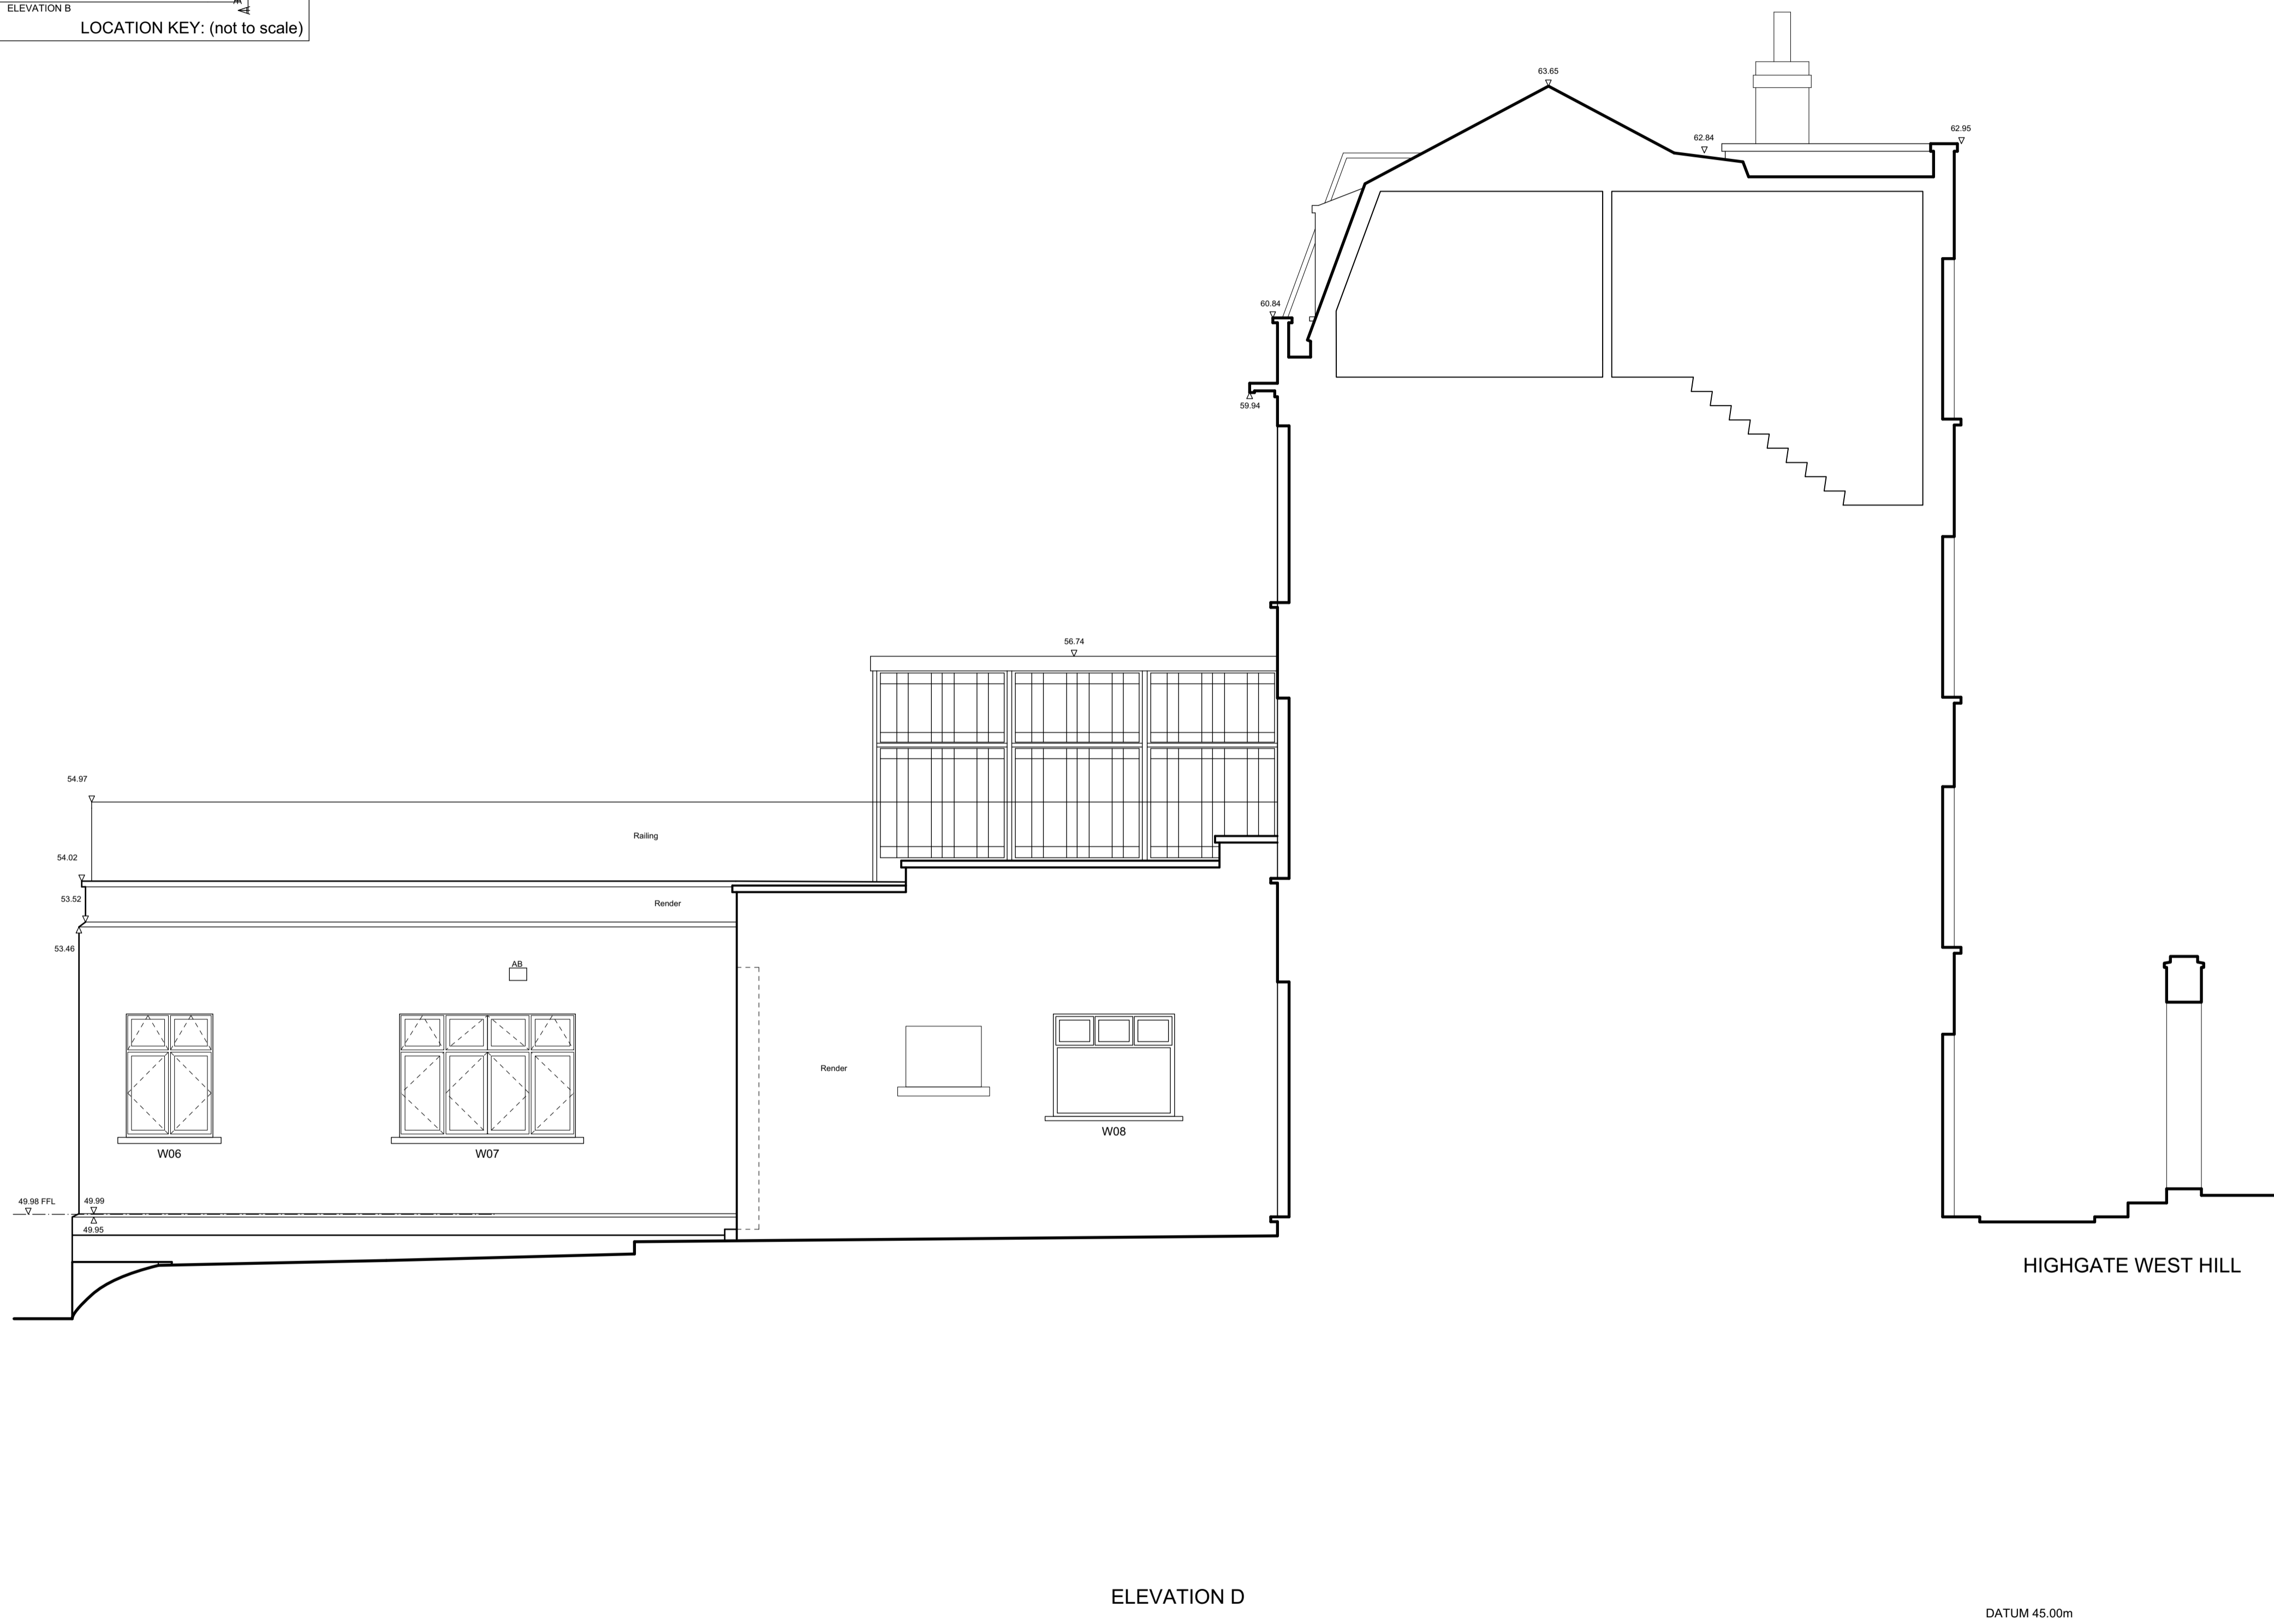 ELEVATION B
LOCATION KEY: (not to scale)
63.65
62.84
62.95
60.84
59.94
56.74
54.97
Railing
54.02
53.52
Render
53.46
AB
Render
W08
W06
W07
49.98 FFL
49.99
49.95
HIGHGATE WEST HILL
ELEVATION D
DATUM 45.00m